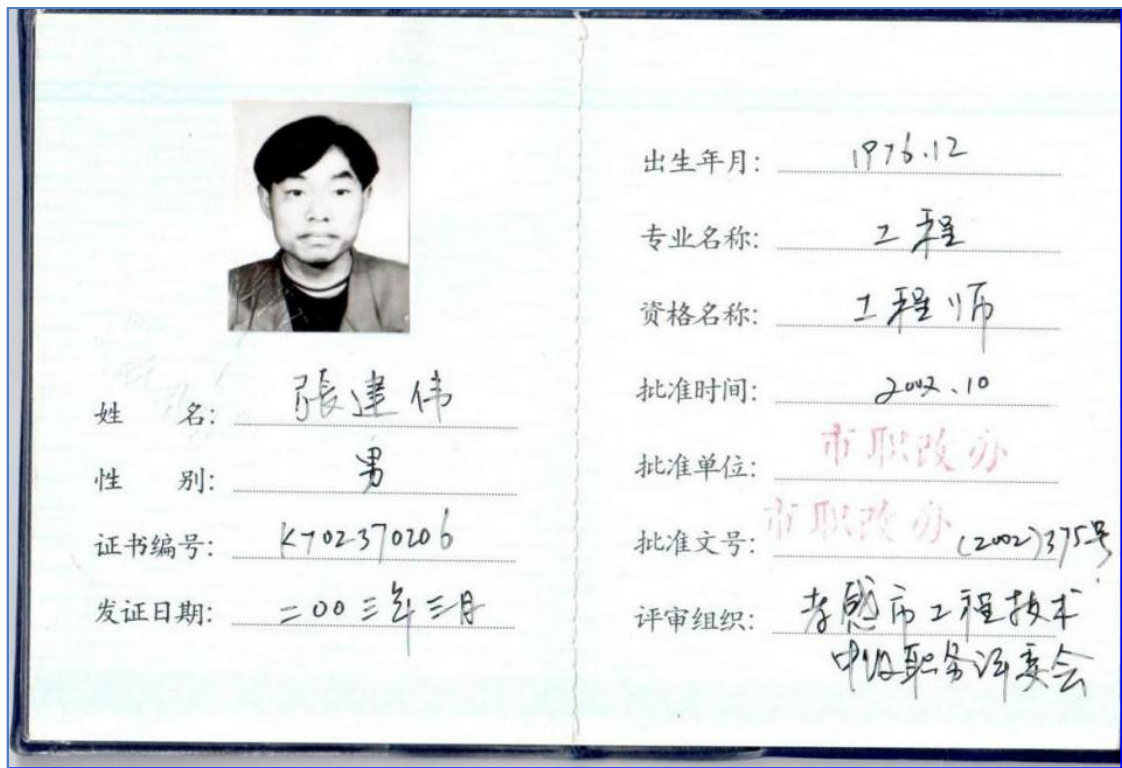 姓 名: 張建伟
性 别: 男
证书编号: K702370206
发证日期: 二00三年三月
出生年月: 1976.12
专业名称: 工程
资格名称: 工程师
批准时间: 2002.10
批准单位: 市职改办
批准文号: 市职改办(2002)375号
评审组织: 孝感市工程技术
中级职务评委会